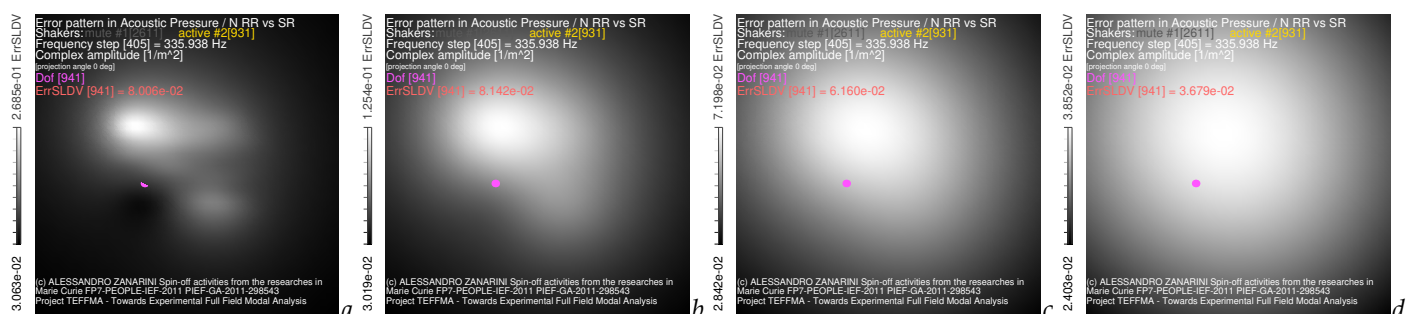 Error pattern in Acoustic Pressure / N RR vs SR
Shakers: mute #1[2611] active #2[931]
Frequency step [405] = 335.938 Hz
Complex amplitude [1/m^2]
[projection angle 0 deg]
Dof [941]
ErrSLDV [941] = 8.006e-02
2.685e-01 ErrSLDV
3.063e-02
(c) ALESSANDRO ZANARINI Spin-off activities from the researches in
Marie Curie FP7-PEOPLE-IEF-2011 PIEF-GA-2011-298543
Project TEFFMA - Towards Experimental Full Field Modal Analysis
a
Error pattern in Acoustic Pressure / N RR vs SR
Shakers: mute #1[2611] active #2[931]
Frequency step [405] = 335.938 Hz
Complex amplitude [1/m^2]
[projection angle 0 deg]
Dof [941]
ErrSLDV [941] = 8.142e-02
1.254e-01 ErrSLDV
3.019e-02
(c) ALESSANDRO ZANARINI Spin-off activities from the researches in
Marie Curie FP7-PEOPLE-IEF-2011 PIEF-GA-2011-298543
Project TEFFMA - Towards Experimental Full Field Modal Analysis
b
Error pattern in Acoustic Pressure / N RR vs SR
Shakers: mute #1[2611] active #2[931]
Frequency step [405] = 335.938 Hz
Complex amplitude [1/m^2]
[projection angle 0 deg]
Dof [941]
ErrSLDV [941] = 6.160e-02
7.198e-02 ErrSLDV
2.842e-02
(c) ALESSANDRO ZANARINI Spin-off activities from the researches in
Marie Curie FP7-PEOPLE-IEF-2011 PIEF-GA-2011-298543
Project TEFFMA - Towards Experimental Full Field Modal Analysis
c
Error pattern in Acoustic Pressure / N RR vs SR
Shakers: mute #1[2611] active #2[931]
Frequency step [405] = 335.938 Hz
Complex amplitude [1/m^2]
[projection angle 0 deg]
Dof [941]
ErrSLDV [941] = 3.679e-02
3.852e-02 ErrSLDV
2.403e-02
(c) ALESSANDRO ZANARINI Spin-off activities from the researches in
Marie Curie FP7-PEOPLE-IEF-2011 PIEF-GA-2011-298543
Project TEFFMA - Towards Experimental Full Field Modal Analysis
d